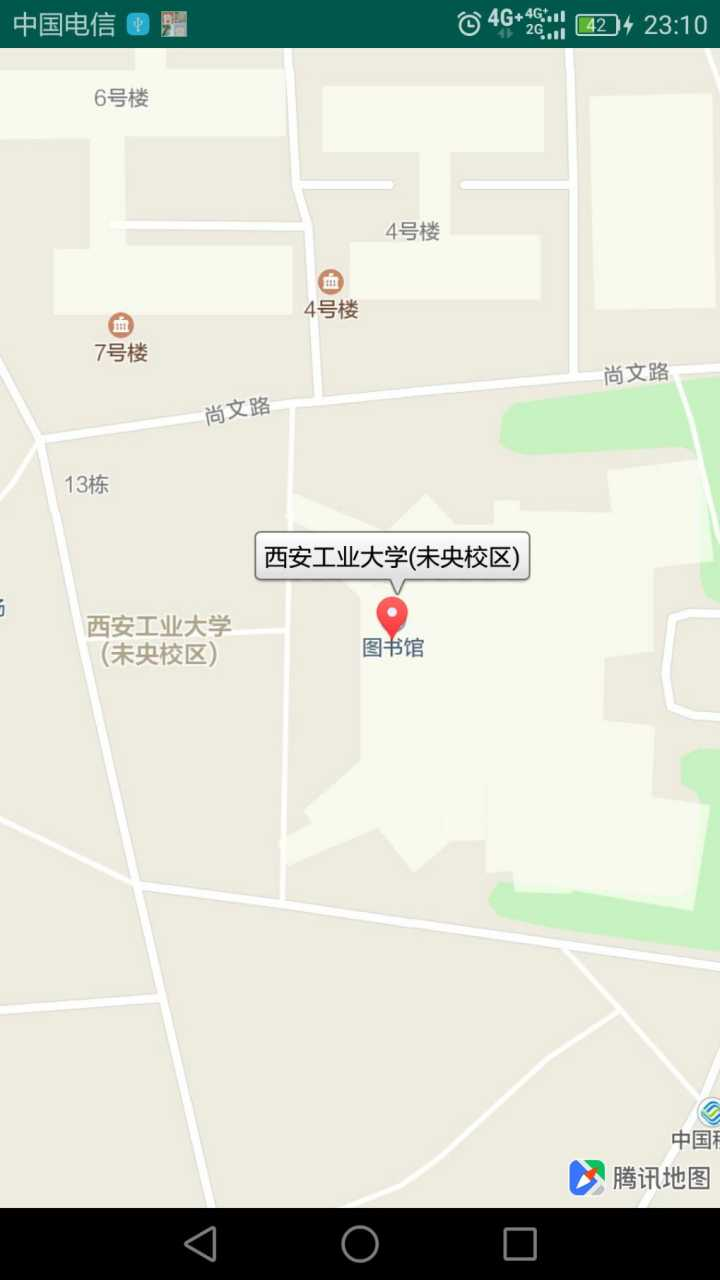 中国电信
4G+ 4G+ 2G 42 23:10
6号楼
4号楼
4号楼
7号楼
尚文路
尚文路
13栋
西安工业大学(未央校区)
西安工业大学
(未央校区)
图书馆
中国
腾讯地图